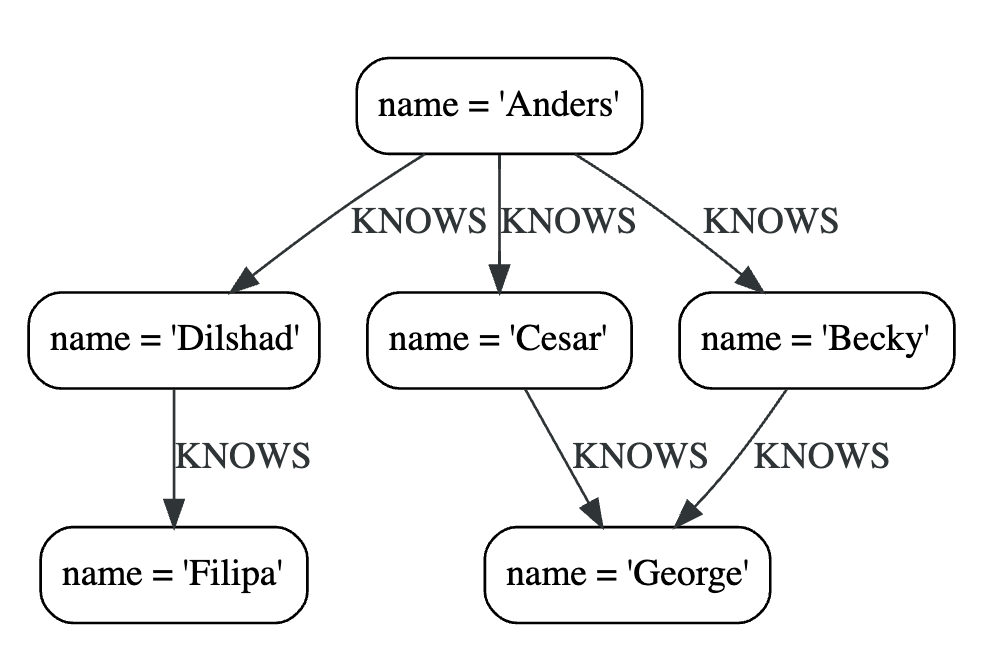 name = 'Anders'
KNOWS KNOWS KNOWS
name = 'Dilshad' name = 'Cesar' name = 'Becky'
KNOWS KNOWS KNOWS
name = 'Filipa' name = 'George'